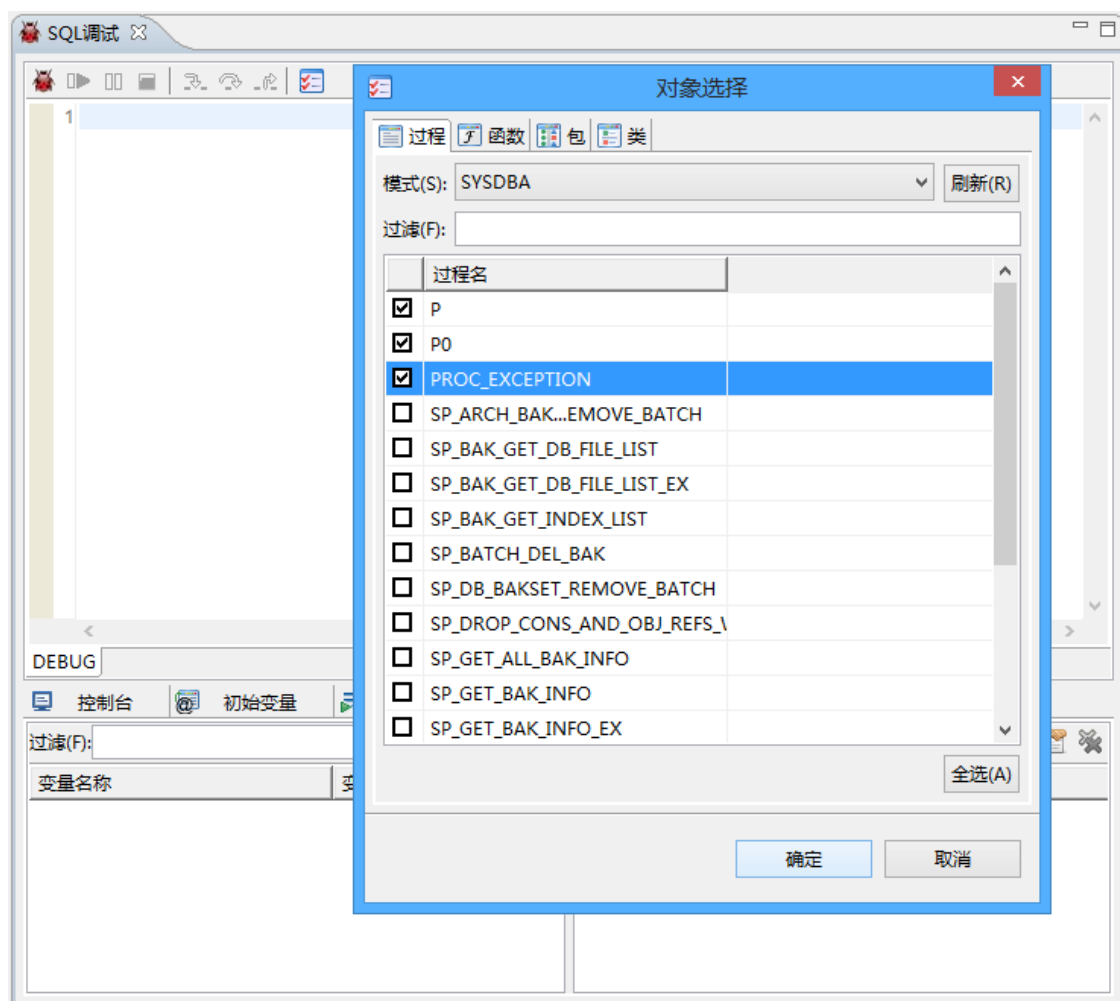 SQL调试
对象选择
1
过程 函数 包 类
模式(S): SYSDBA 刷新(R)
过滤(F):
过程名
P
P0
PROC_EXCEPTION
SP_ARCH_BAK...EMOVE_BATCH
SP_BAK_GET_DB_FILE_LIST
SP_BAK_GET_DB_FILE_LIST_EX
SP_BAK_GET_INDEX_LIST
SP_BATCH_DEL_BAK
SP_DB_BAKSET_REMOVE_BATCH
SP_DROP_CONS_AND_OBJ_REFS_
SP_GET_ALL_BAK_INFO
SP_GET_BAK_INFO
SP_GET_BAK_INFO_EX
全选(A)
确定 取消
DEBUG
控制台 初始变量
过滤(F):
变量名称 变